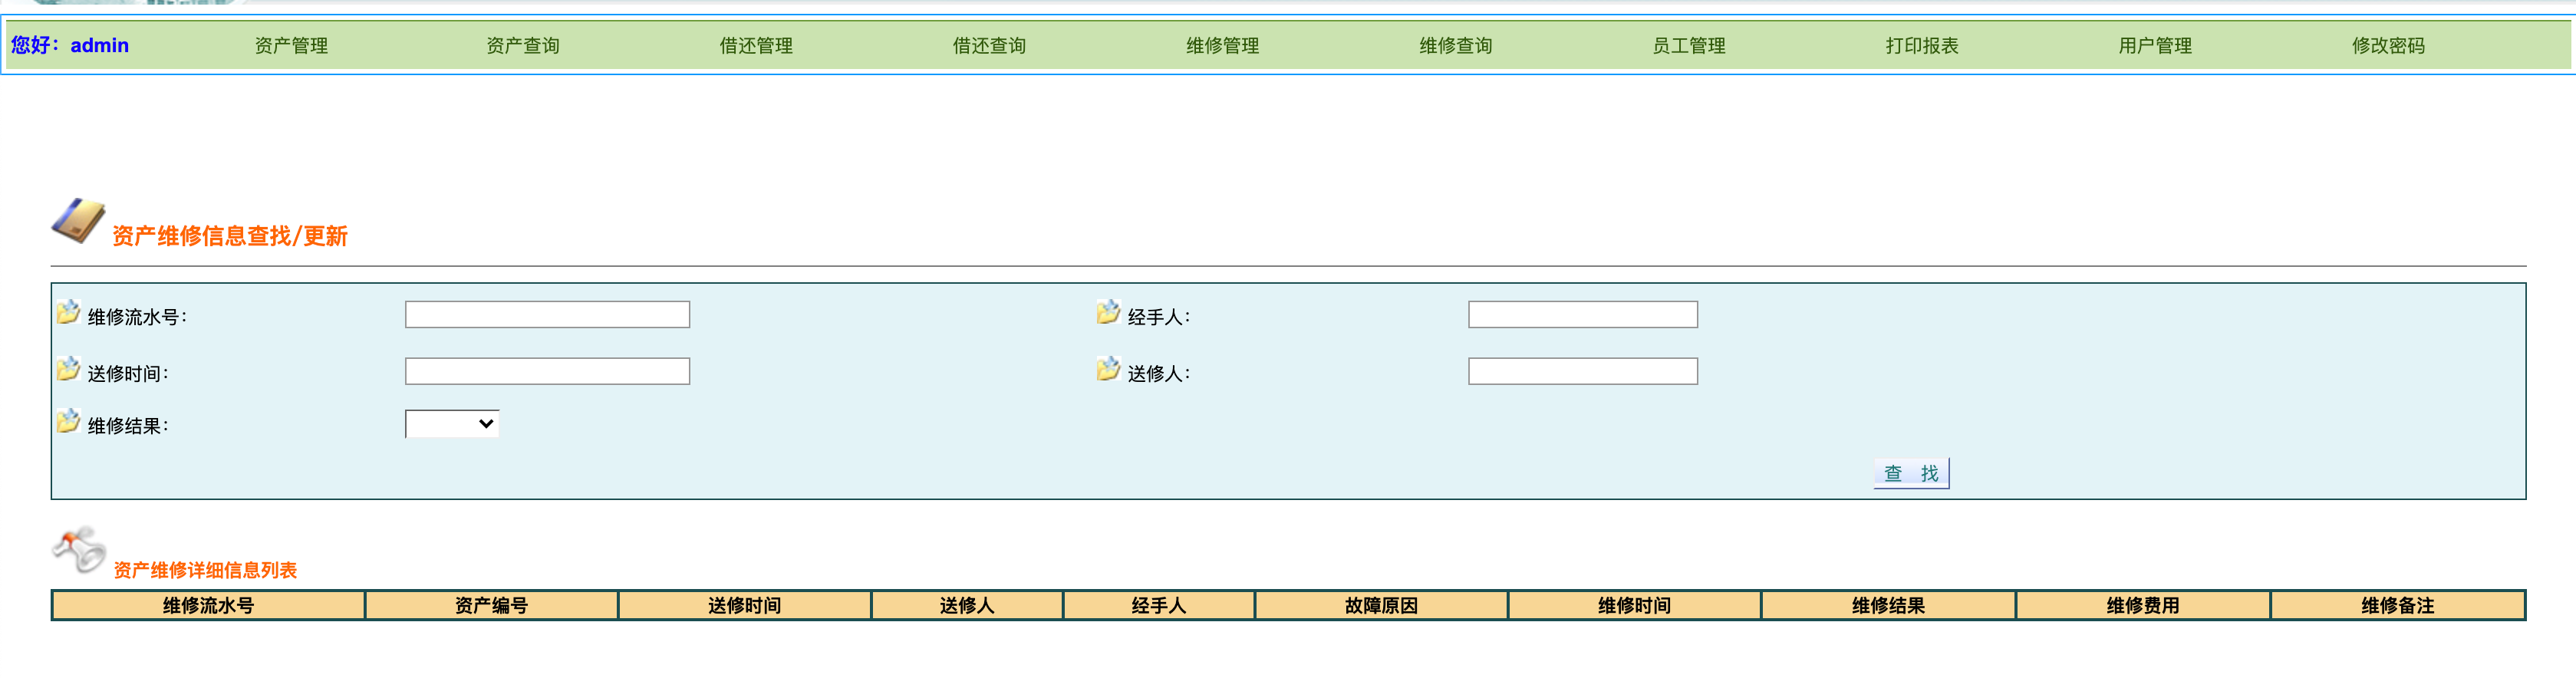 您好：admin 资产管理 资产查询 借还管理 借还查询 维修管理 维修查询 员工管理 打印报表 用户管理 修改密码
资产维修信息查找/更新
维修流水号： 经手人：
送修时间： 送修人：
维修结果：
查 找
资产维修详细信息列表
维修流水号 资产编号 送修时间 送修人 经手人 故障原因 维修时间 维修结果 维修费用 维修备注